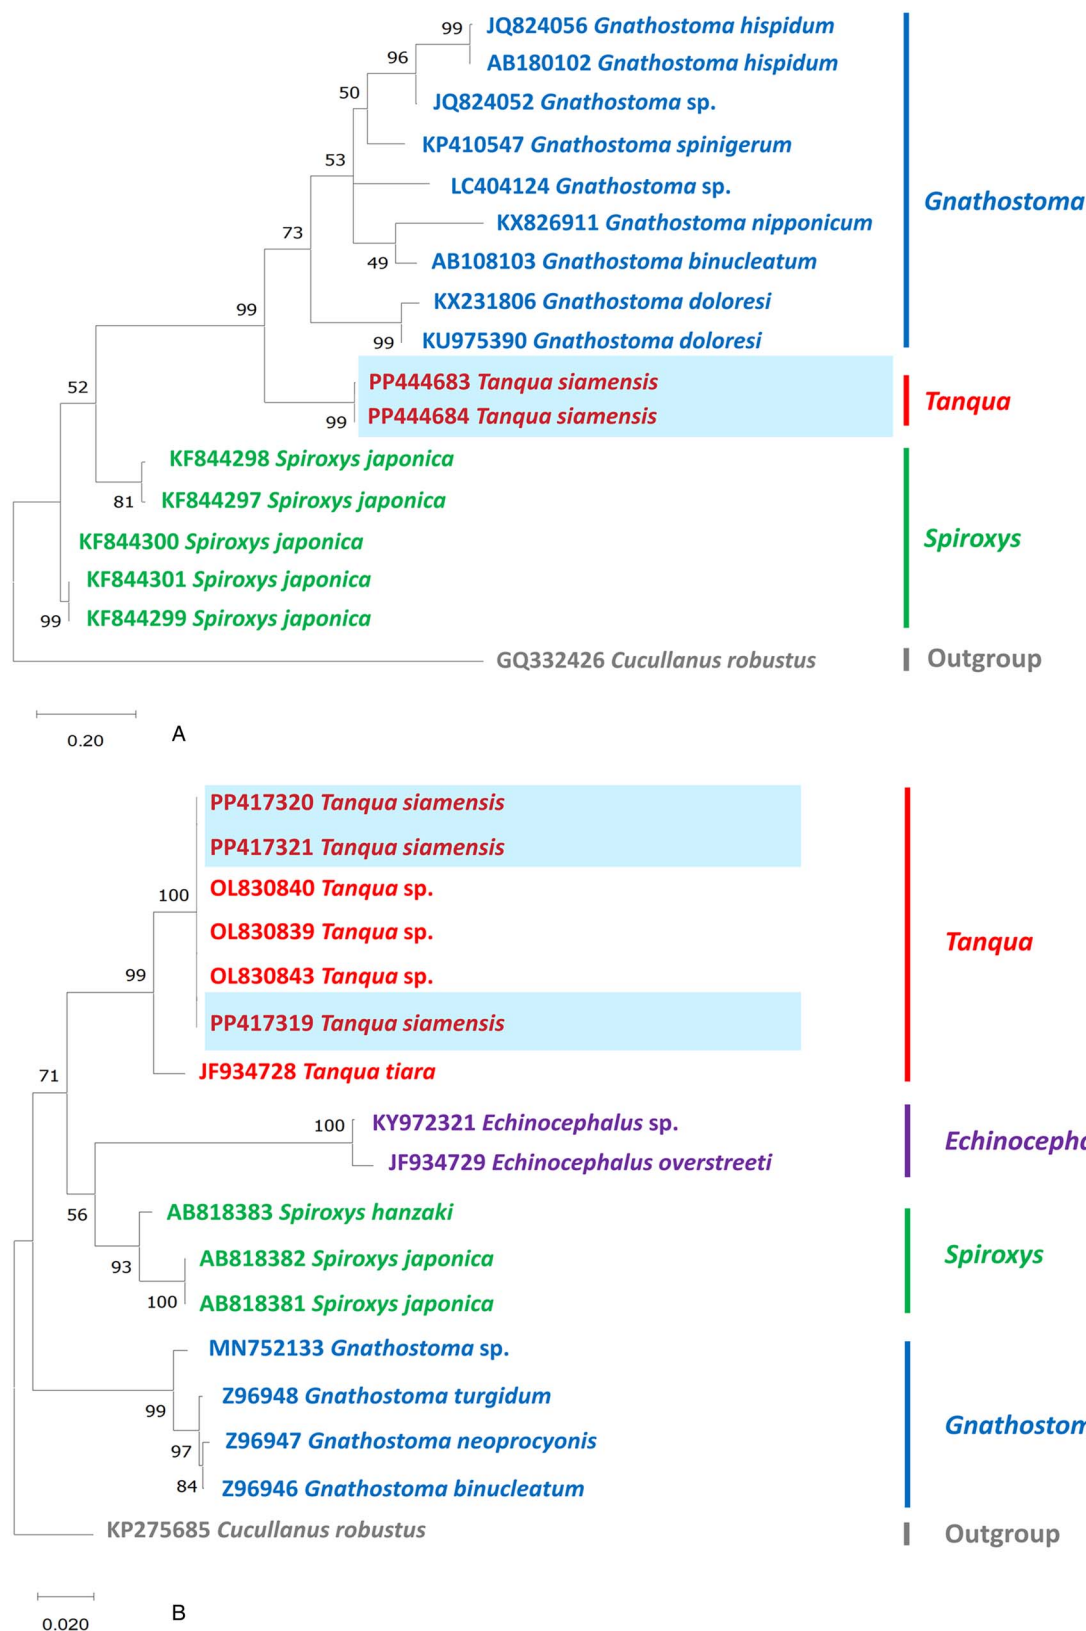 99 JQ824056 Gnathostoma hispidum
96 AB180102 Gnathostoma hispidum
50 JQ824052 Gnathostoma sp.
KP410547 Gnathostoma spinigerum
53 LC404124 Gnathostoma sp.
Gnathostoma
73 KX826911 Gnathostoma nipponicum
49 AB108103 Gnathostoma binucleatum
99 KX231806 Gnathostoma doloresi
99 KU975390 Gnathostoma doloresi
52 PP444683 Tanqua siamensis
Tanqua
99 PP444684 Tanqua siamensis
KF844298 Spiroxys japonica
81 KF844297 Spiroxys japonica
KF844300 Spiroxys japonica
Spiroxys
KF844301 Spiroxys japonica
99 KF844299 Spiroxys japonica
GQ332426 Cucullanus robustus
Outgroup
0.20
A
PP417320 Tanqua siamensis
PP417321 Tanqua siamensis
100 OL830840 Tanqua sp.
OL830839 Tanqua sp.
Tanqua
99 OL830843 Tanqua sp.
PP417319 Tanqua siamensis
71 JF934728 Tanqua tiara
100 KY972321 Echinocephalus sp.
Echinocepha
JF934729 Echinocephalus overstreeti
56 AB818383 Spiroxys hanzaki
93 AB818382 Spiroxys japonica
Spiroxys
100 AB818381 Spiroxys japonica
MN752133 Gnathostoma sp.
99 Z96948 Gnathostoma turgidum
Gnathostom
97 Z96947 Gnathostoma neoprocyonis
84 Z96946 Gnathostoma binucleatum
KP275685 Cucullanus robustus
Outgroup
0.020
B